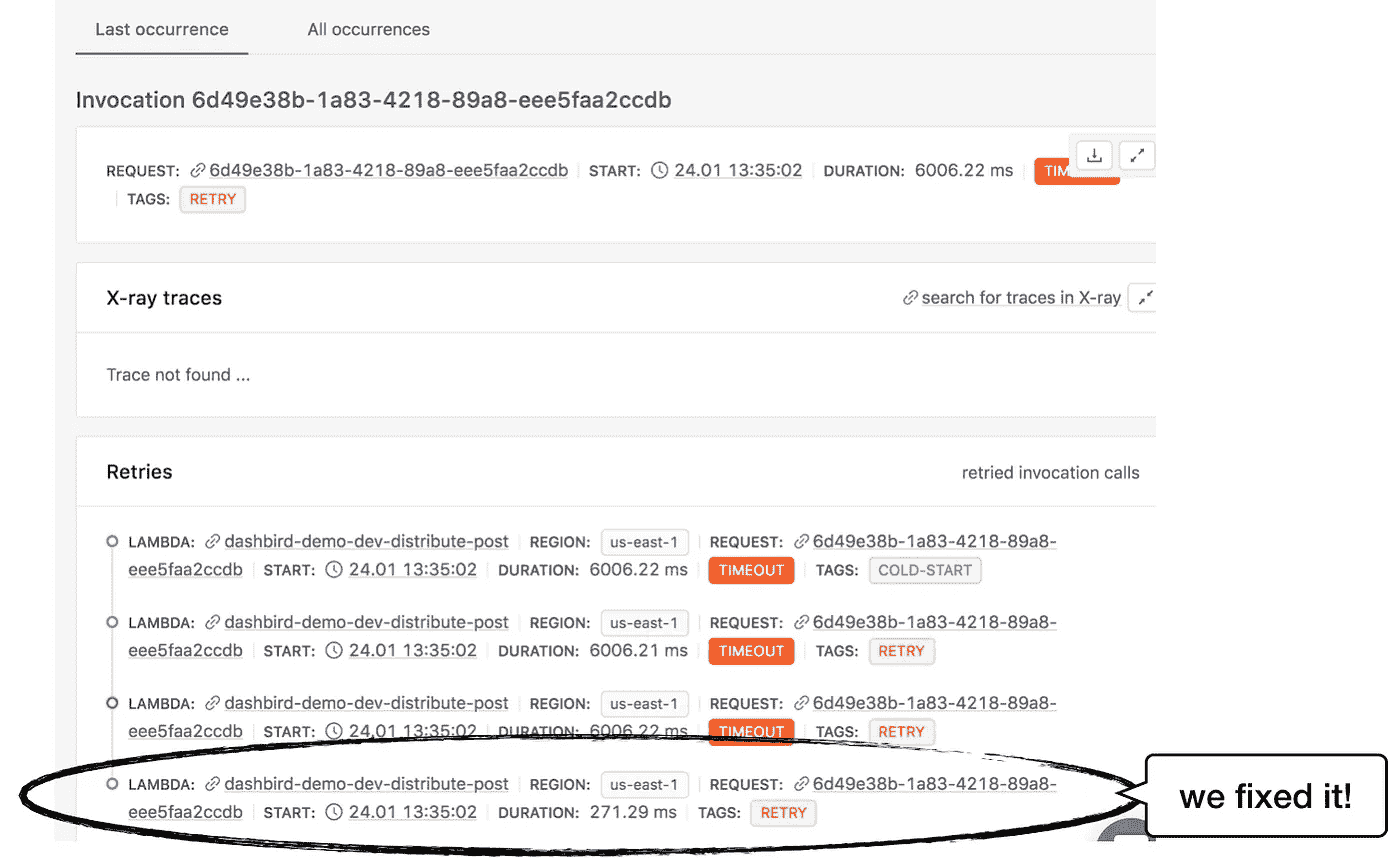 Last occurrence All occurrences
Invocation 6d49e38b-1a83-4218-89a8-eee5faa2ccdb
REQUEST: 6d49e38b-1a83-4218-89a8-eee5faa2ccdb START: 24.01 13:35:02 DURATION: 6006.22 ms TIM
TAGS: RETRY
X-ray traces search for traces in X-ray
Trace not found ...
Retries retried invocation calls
LAMBDA: dashbird-demo-dev-distribute-post REGION: us-east-1 REQUEST: 6d49e38b-1a83-4218-89a8-
eee5faa2ccdb START: 24.01 13:35:02 DURATION: 6006.22 ms TIMEOUT TAGS: COLD-START
LAMBDA: dashbird-demo-dev-distribute-post REGION: us-east-1 REQUEST: 6d49e38b-1a83-4218-89a8-
eee5faa2ccdb START: 24.01 13:35:02 DURATION: 6006.21 ms TIMEOUT TAGS: RETRY
LAMBDA: dashbird-demo-dev-distribute-post REGION: us-east-1 REQUEST: 6d49e38b-1a83-4218-89a8-
eee5faa2ccdb START: 24.01 13:35:02 DURATION: 6006.22 ms TIMEOUT TAGS: RETRY
LAMBDA: dashbird-demo-dev-distribute-post REGION: us-east-1 REQUEST: 6d49e38b-1a83-4218-89a8-
eee5faa2ccdb START: 24.01 13:35:02 DURATION: 271.29 ms TAGS: RETRY
we fixed it!